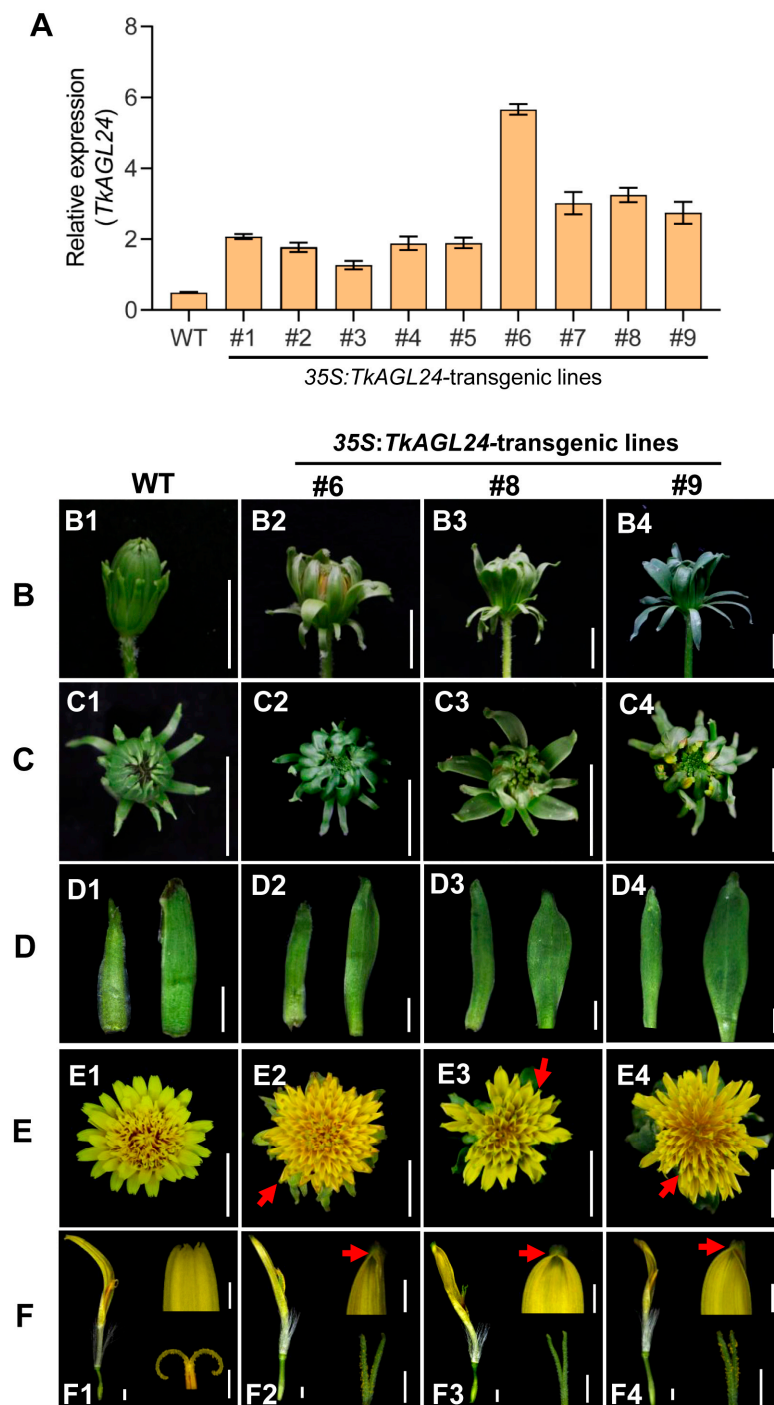 A
Relative expression
(TkAGL24)
8
6
4
2
0
WT #1 #2 #3 #4 #5 #6 #7 #8 #9
35S:TkAGL24-transgenic lines
35S:TkAGL24-transgenic lines
WT #6 #8 #9
B B1 B2 B3 B4
C C1 C2 C3 C4
D D1 D2 D3 D4
E E1 E2 E3 E4
F F1 F2 F3 F4